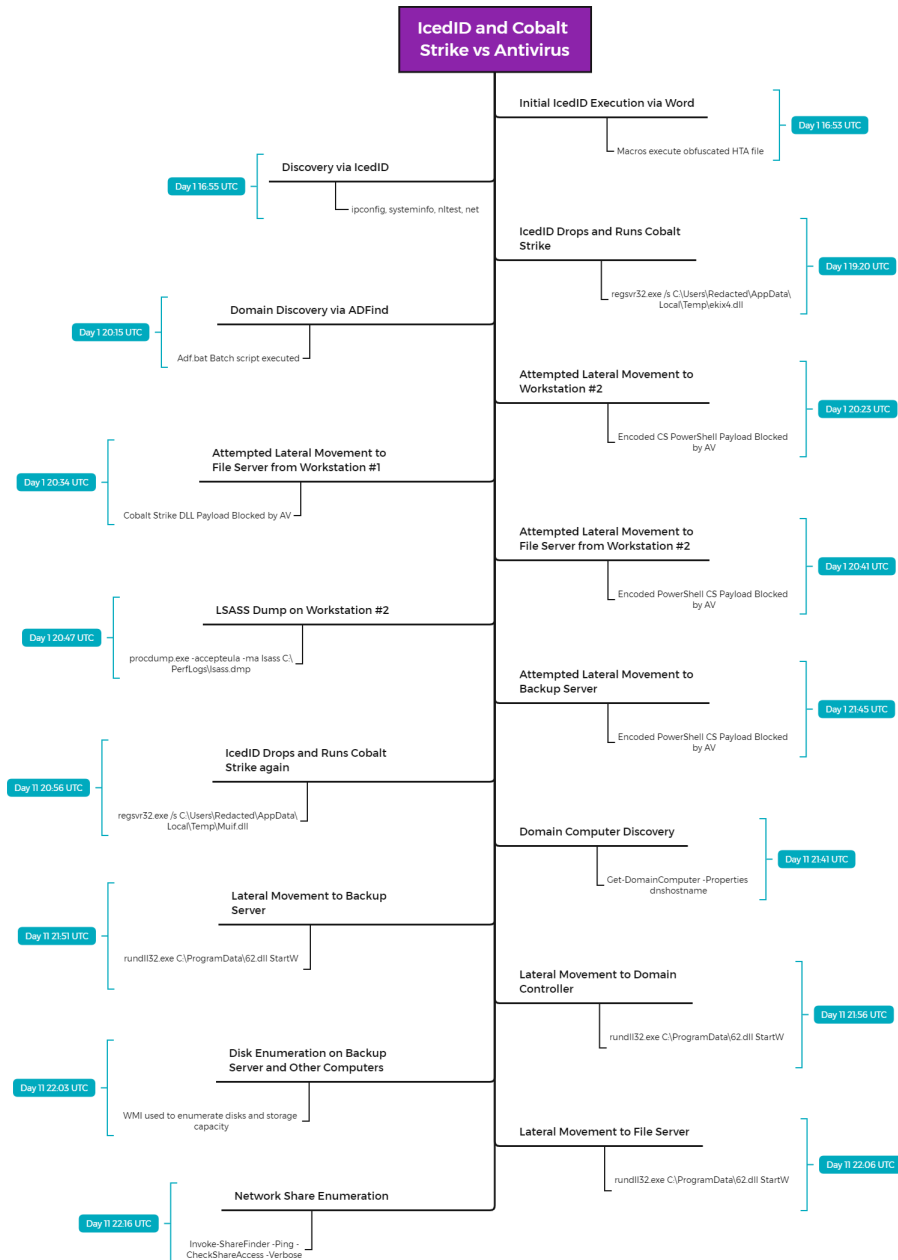 IcedID and Cobalt
Strike vs Antivirus
Initial IcedID Execution via Word
Day 1 16:53 UTC
Macros execute obfuscated HTA file
Discovery via IcedID
Day 1 16:55 UTC
ipconfig, systeminfo, nltest, net
IcedID Drops and Runs Cobalt
Strike
Day 1 19:20 UTC
regsvr32.exe /s C:\Users\Redacted\AppData\
Local\Temp\ekix4.dll
Domain Discovery via ADFind
Day 1 20:15 UTC
Adf.bat Batch script executed
Attempted Lateral Movement to
Workstation #2
Day 1 20:23 UTC
Encoded CS PowerShell Payload Blocked
by AV
Attempted Lateral Movement to
File Server from Workstation #1
Day 1 20:34 UTC
Cobalt Strike DLL Payload Blocked by AV
Attempted Lateral Movement to
File Server from Workstation #2
Day 1 20:41 UTC
Encoded PowerShell CS Payload Blocked
by AV
LSASS Dump on Workstation #2
Day 1 20:47 UTC
procdump.exe -accepteula -ma lsass C:\
PerfLogs\lsass.dmp
Attempted Lateral Movement to
Backup Server
Day 1 21:45 UTC
Encoded PowerShell CS Payload Blocked
by AV
IcedID Drops and Runs Cobalt
Strike again
Day 11 20:56 UTC
regsvr32.exe /s C:\Users\Redacted\AppData\
Local\Temp\Muif.dll
Domain Computer Discovery
Day 11 21:41 UTC
Get-DomainComputer -Properties
dnshostname
Lateral Movement to Backup
Server
Day 11 21:51 UTC
rundll32.exe C:\ProgramData\62.dll StartW
Lateral Movement to Domain
Controller
Day 11 21:56 UTC
rundll32.exe C:\ProgramData\62.dll StartW
Disk Enumeration on Backup
Server and Other Computers
Day 11 22:03 UTC
WMI used to enumerate disks and storage
capacity
Lateral Movement to File Server
Day 11 22:06 UTC
rundll32.exe C:\ProgramData\62.dll StartW
Network Share Enumeration
Day 11 22:16 UTC
Invoke-ShareFinder -Ping -
CheckShareAccess -Verbose